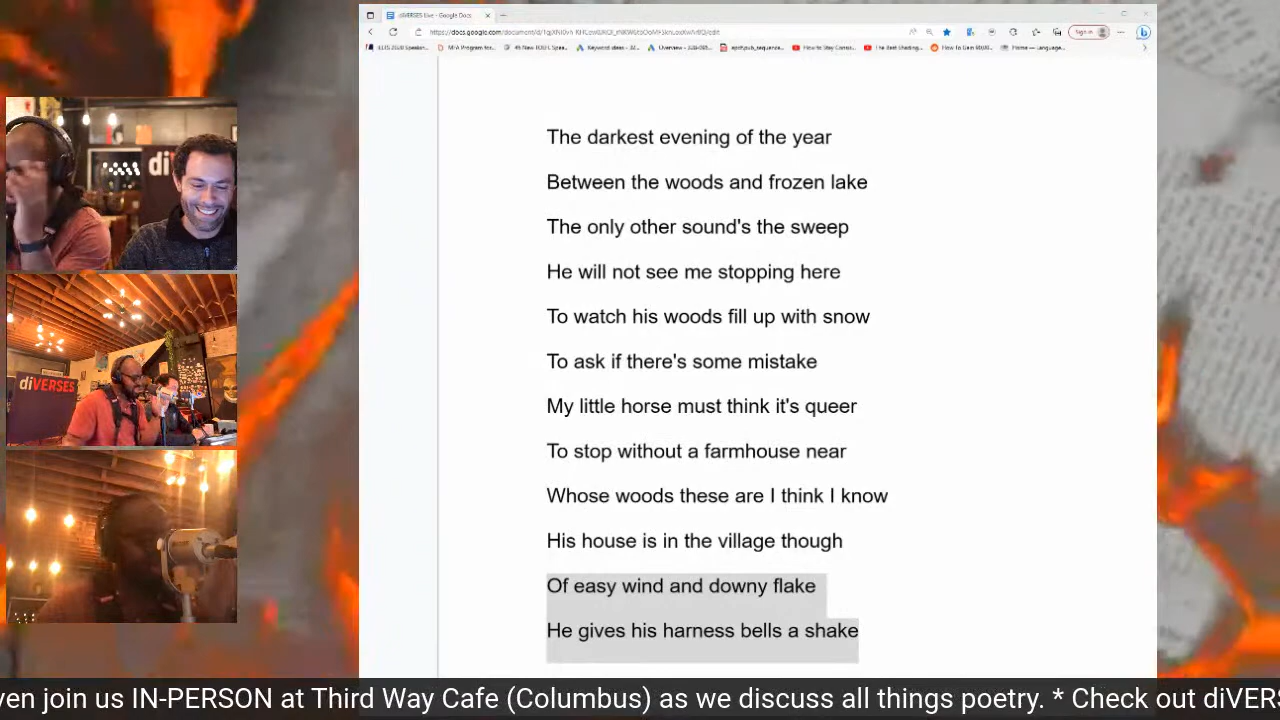 diVERSES Live - Google Docs
The darkest evening of the year
Between the woods and frozen lake
The only other sound's the sweep
He will not see me stopping here
To watch his woods fill up with snow
To ask if there's some mistake
My little horse must think it's queer
To stop without a farmhouse near
Whose woods these are I think I know
His house is in the village though
Of easy wind and downy flake
He gives his harness bells a shake
diV
diVERSES
ven join us IN-PERSON at Third Way Cafe (Columbus) as we discuss all things poetry. * Check out diVERS